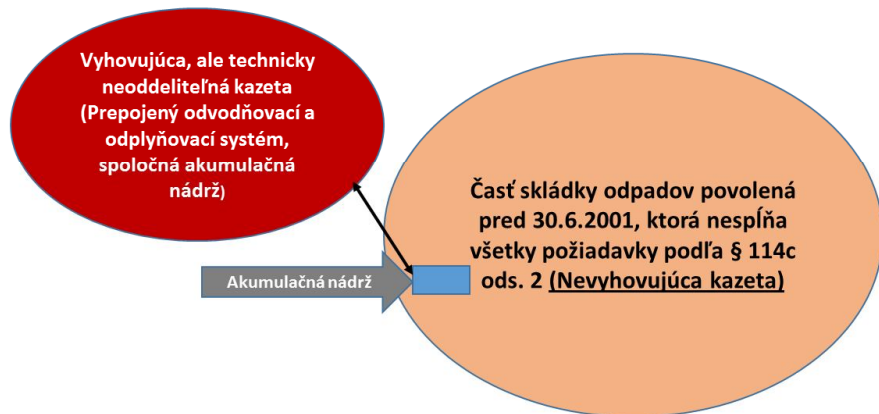 Vyhovujúca, ale technicky
neoddeliteľná kazeta
(Prepojený odvodňovací a
odplyňovací systém,
spoločná akumulačná
nádrž)
Časť skládky odpadov povolená
pred 30.6.2001, ktorá nespĺňa
všetky požiadavky podľa § 114c
ods. 2 (Nevyhovujúca kazeta)
Akumulačná nádrž